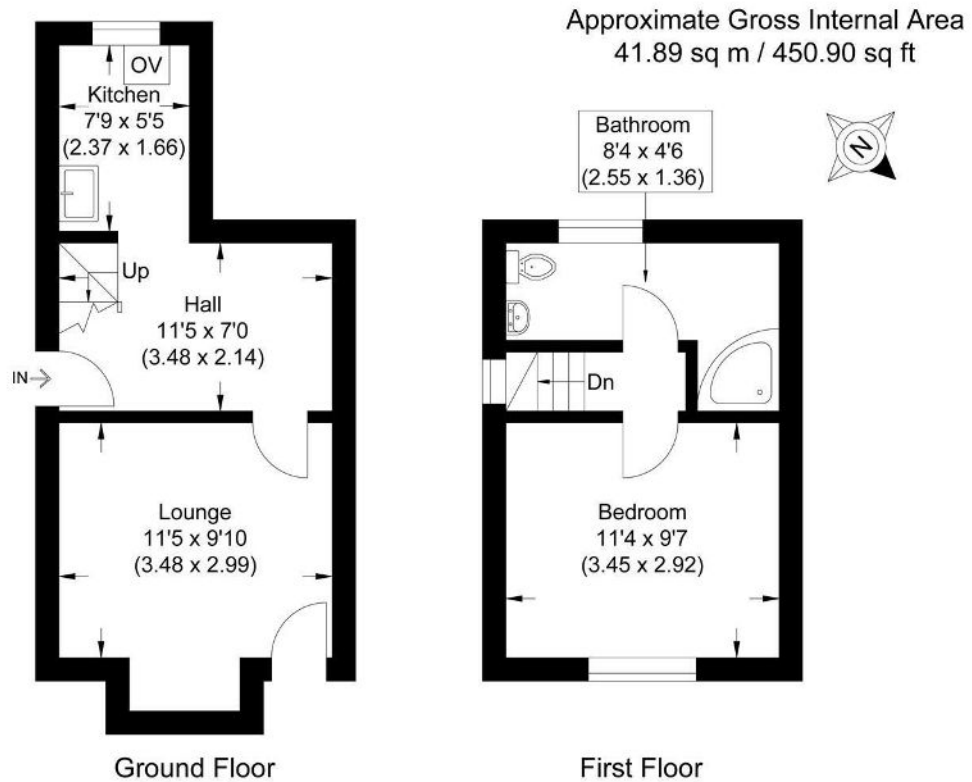 Approximate Gross Internal Area
41.89 sq m / 450.90 sq ft
OV
Kitchen
7'9 x 5'5
(2.37 x 1.66)
Up
Hall
11'5 x 7'0
(3.48 x 2.14)
IN
Lounge
11'5 x 9'10
(3.48 x 2.99)
Ground Floor
Bathroom
8'4 x 4'6
(2.55 x 1.36)
N
Dn
Bedroom
11'4 x 9'7
(3.45 x 2.92)
First Floor